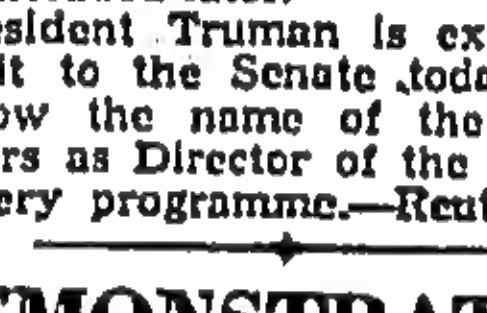 esident Truman is ex
it to the Senate toda
ow the name of the
rs as Director of the
ery programme.—Reut